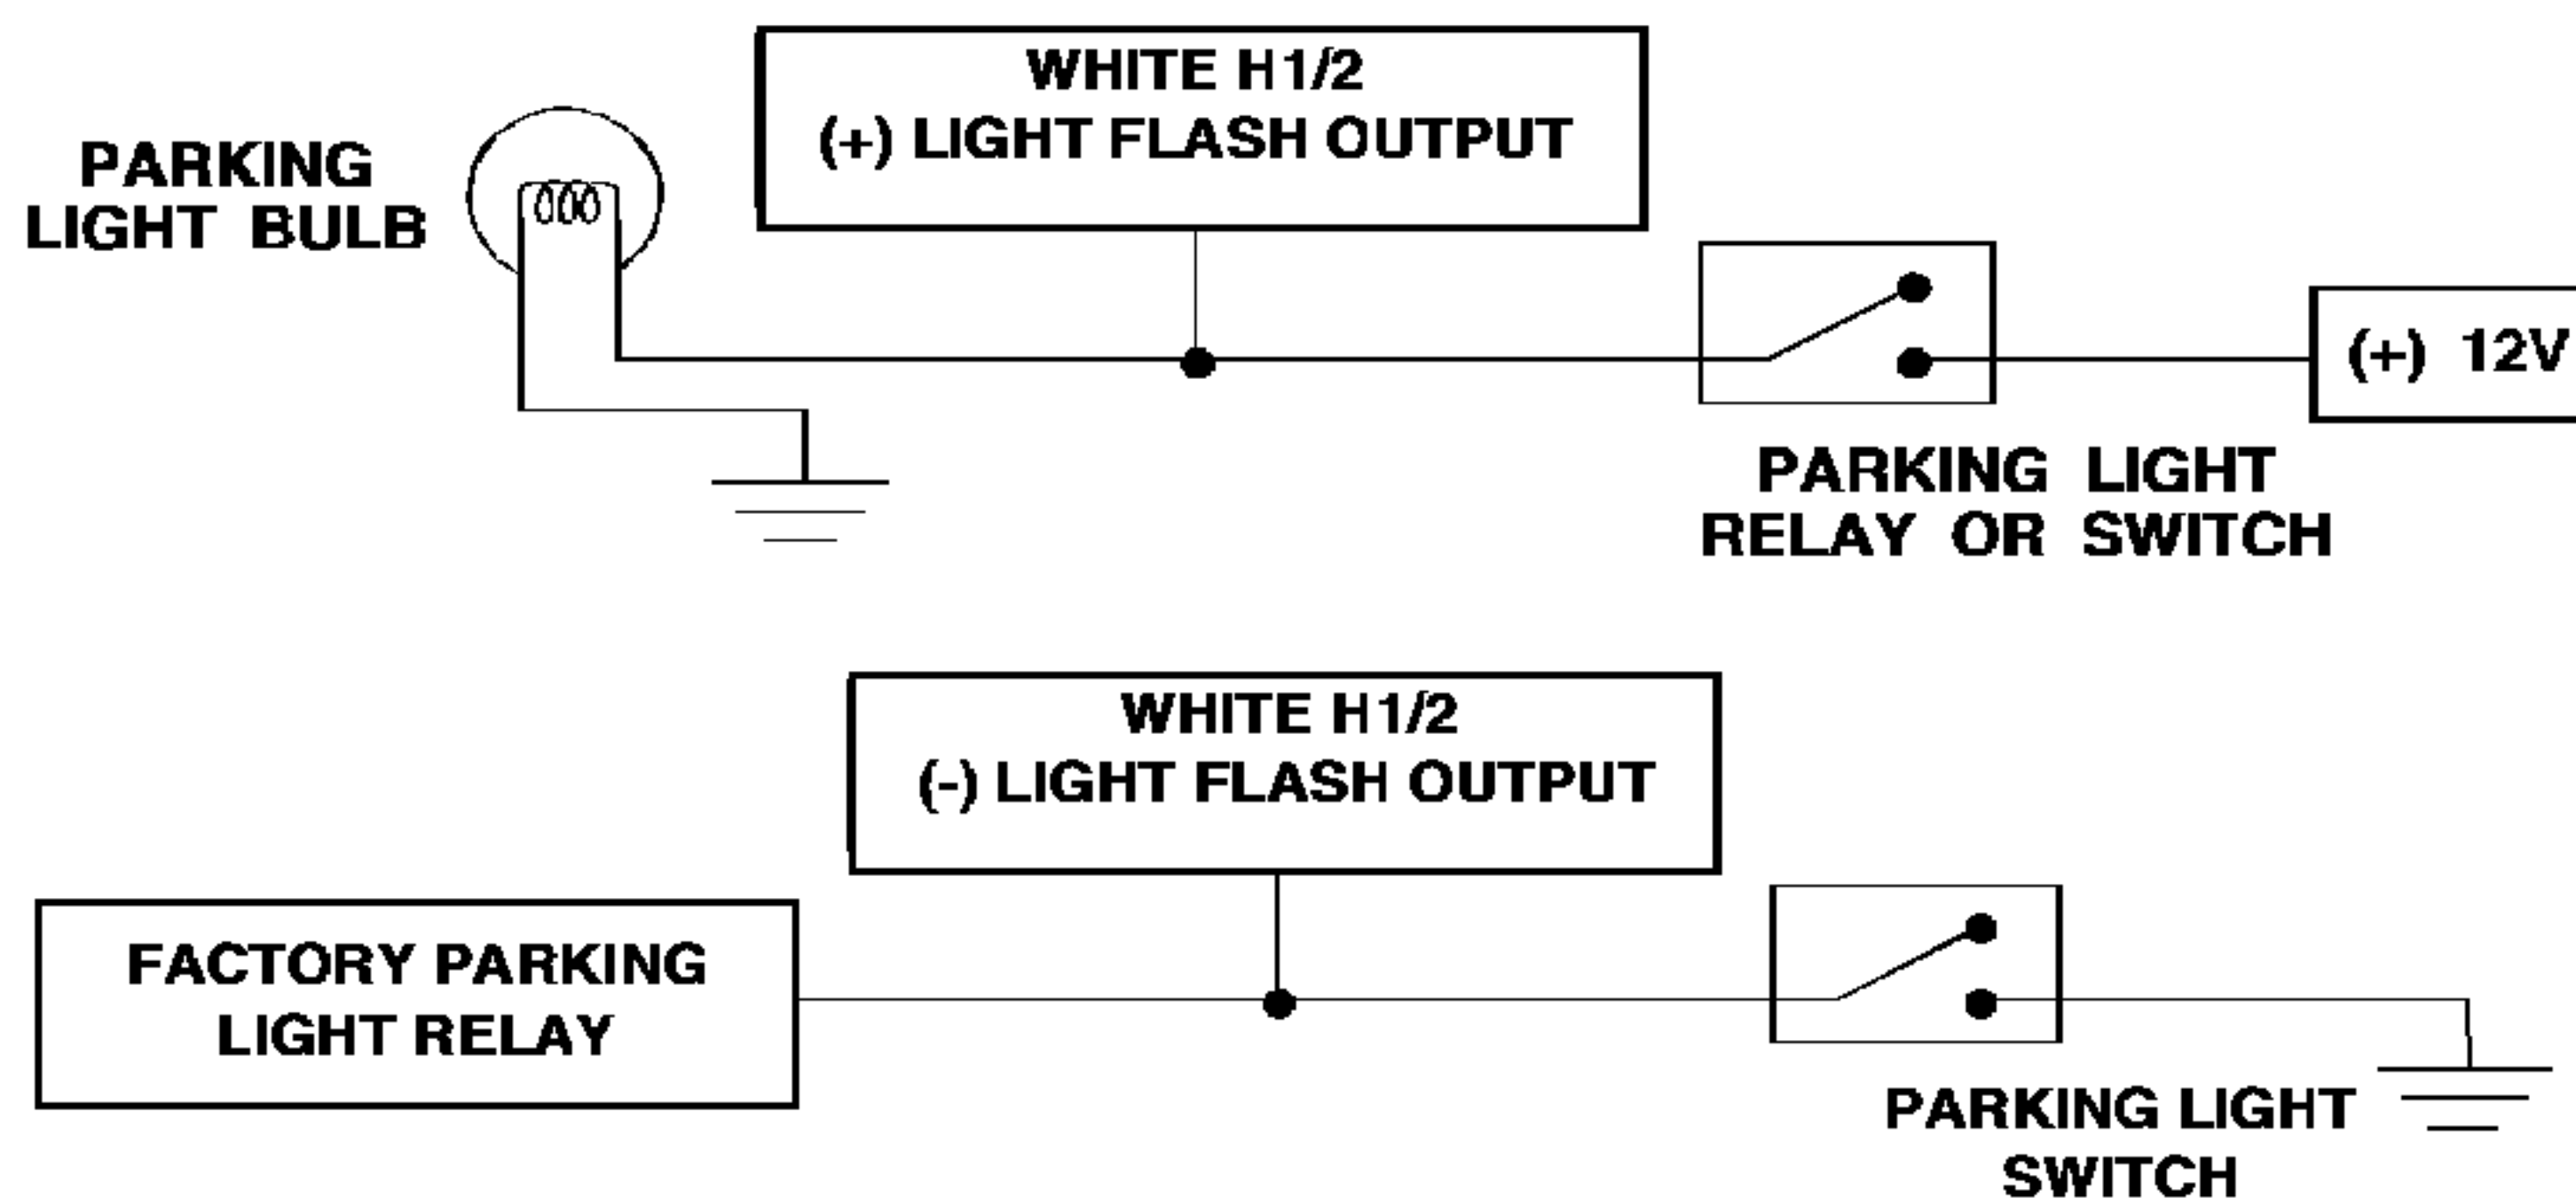 WHITE H1/2
(+) LIGHT FLASH OUTPUT
PARKING
LIGHT BULB
(+) 12V
PARKING LIGHT
RELAY OR SWITCH
WHITE H1/2
(-) LIGHT FLASH OUTPUT
FACTORY PARKING
LIGHT RELAY
PARKING LIGHT
SWITCH